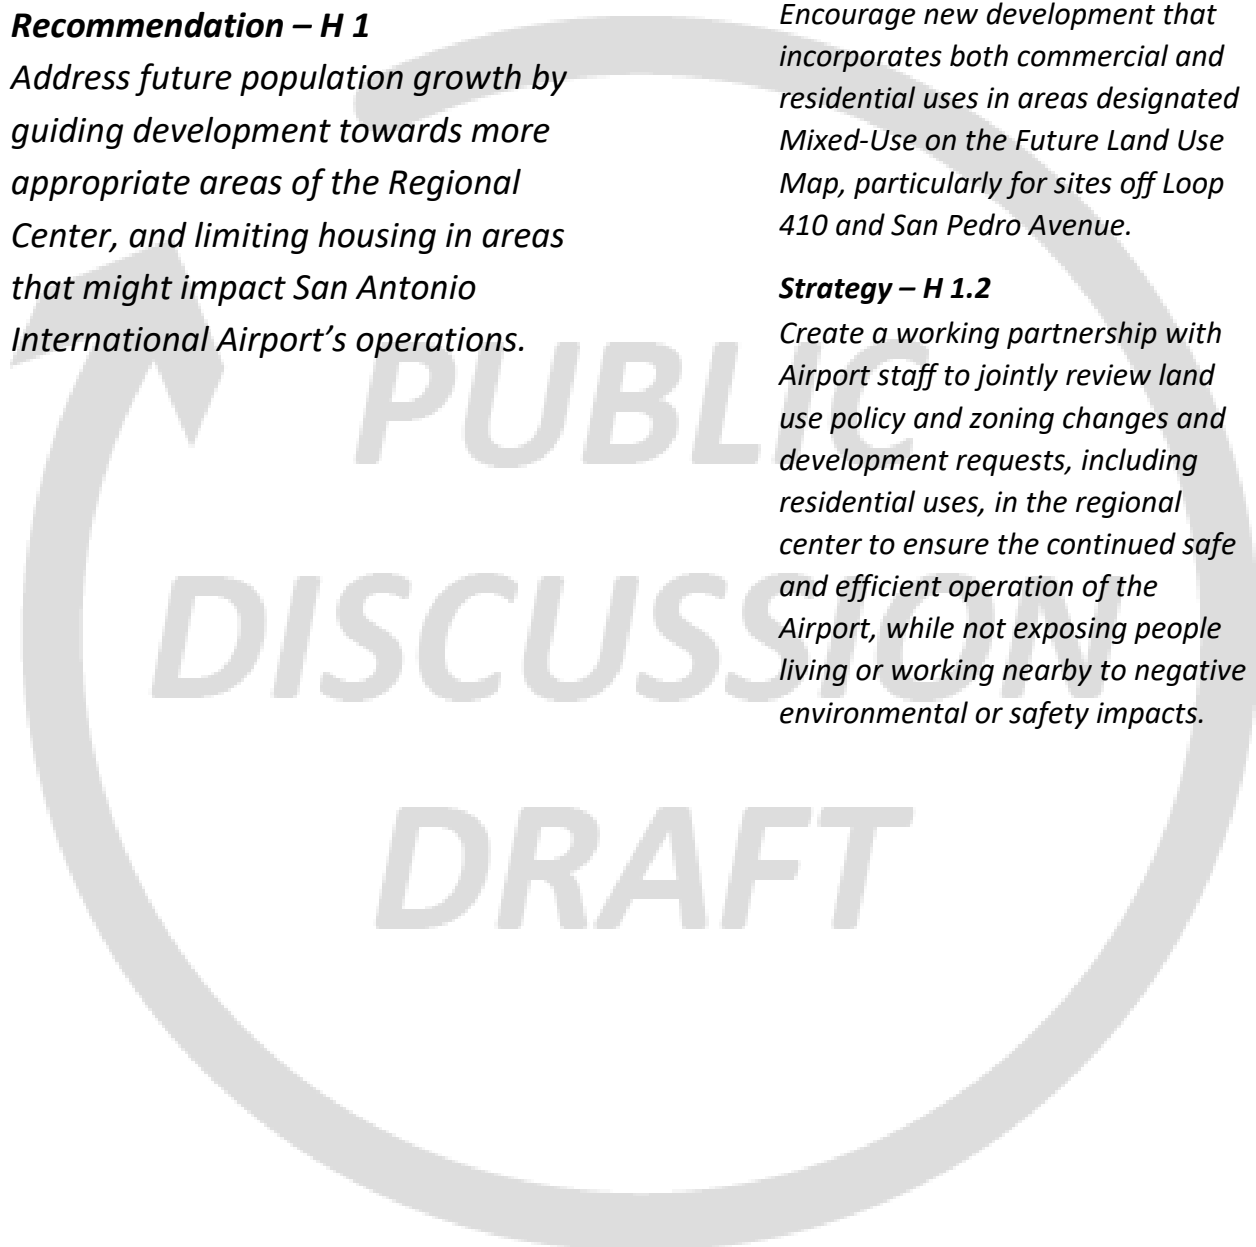 Recommendation – H 1
Address future population growth by
guiding development towards more
appropriate areas of the Regional
Center, and limiting housing in areas
that might impact San Antonio
International Airport’s operations.
Encourage new development that
incorporates both commercial and
residential uses in areas designated
Mixed-Use on the Future Land Use
Map, particularly for sites off Loop
410 and San Pedro Avenue.
Strategy – H 1.2
Create a working partnership with
Airport staff to jointly review land
use policy and zoning changes and
development requests, including
residential uses, in the regional
center to ensure the continued safe
and efficient operation of the
Airport, while not exposing people
living or working nearby to negative
environmental or safety impacts.
PUBLIC
DISCUSSION
DRAFT